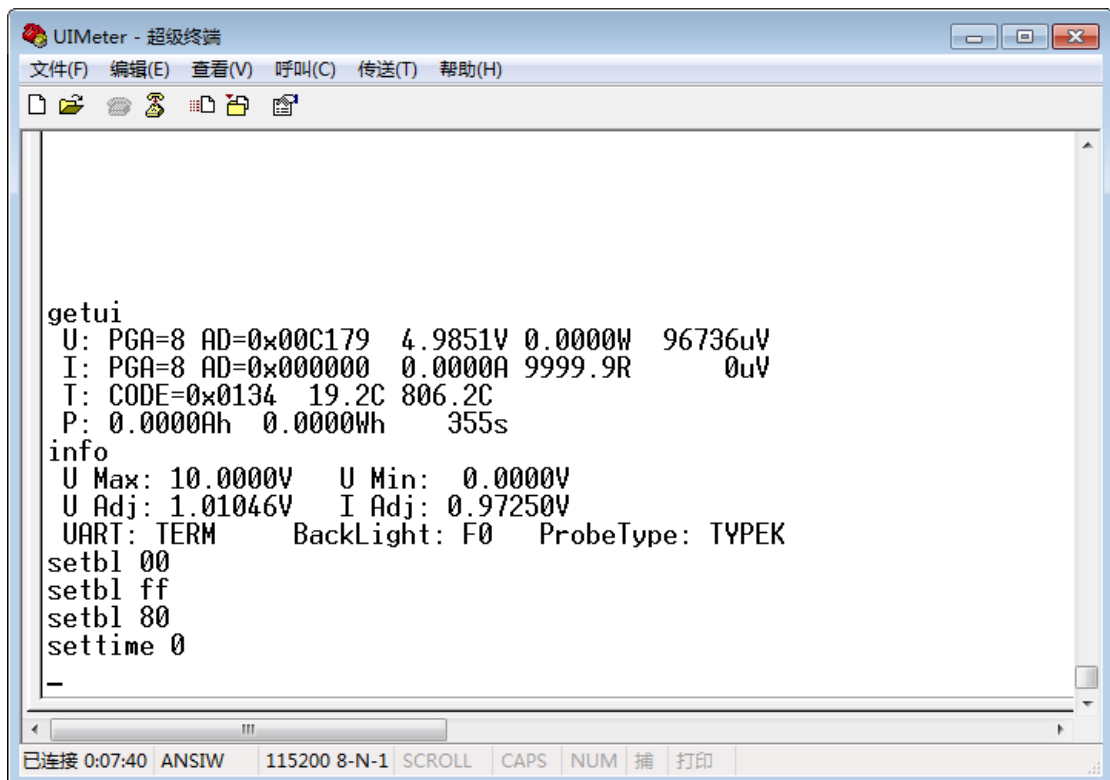 UIMeter - 超级终端
文件(F) 编辑(E) 查看(V) 呼叫(C) 传送(T) 帮助(H)
getui
U: PGA=8 AD=0x00C179 4.9851V 0.0000W 96736uV
I: PGA=8 AD=0x000000 0.0000A 9999.9R 0uV
T: CODE=0x0134 19.2C 806.2C
P: 0.0000Ah 0.0000Wh 355s
info
U Max: 10.0000V U Min: 0.0000V
U Adj: 1.01046V I Adj: 0.97250V
UART: TERM BackLight: F0 ProbeType: TYPEK
setbl 00
setbl ff
setbl 80
settime 0
_
已连接 0:07:40 ANSIW 115200 8-N-1 SCROLL CAPS NUM 捕 打印